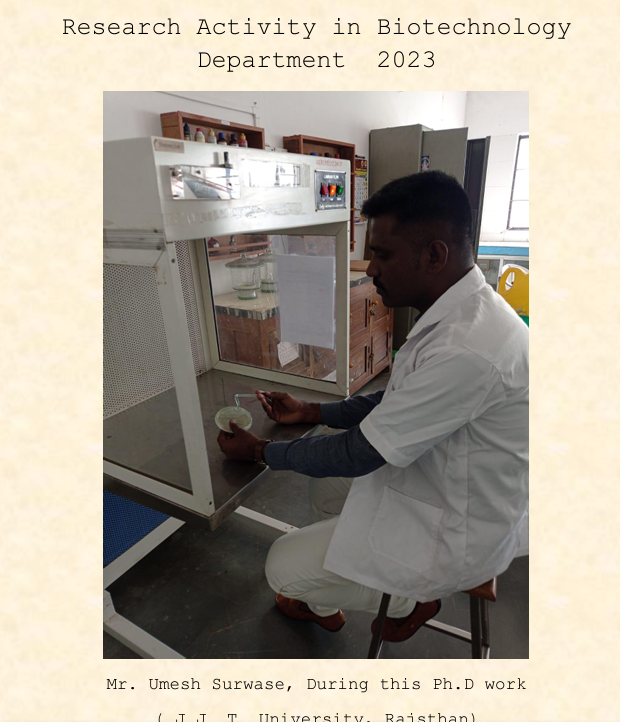 Research Activity in Biotechnology
Department 2023
Mr. Umesh Surwase, During this Ph.D work
( J.J. T. University, Rajsthan)